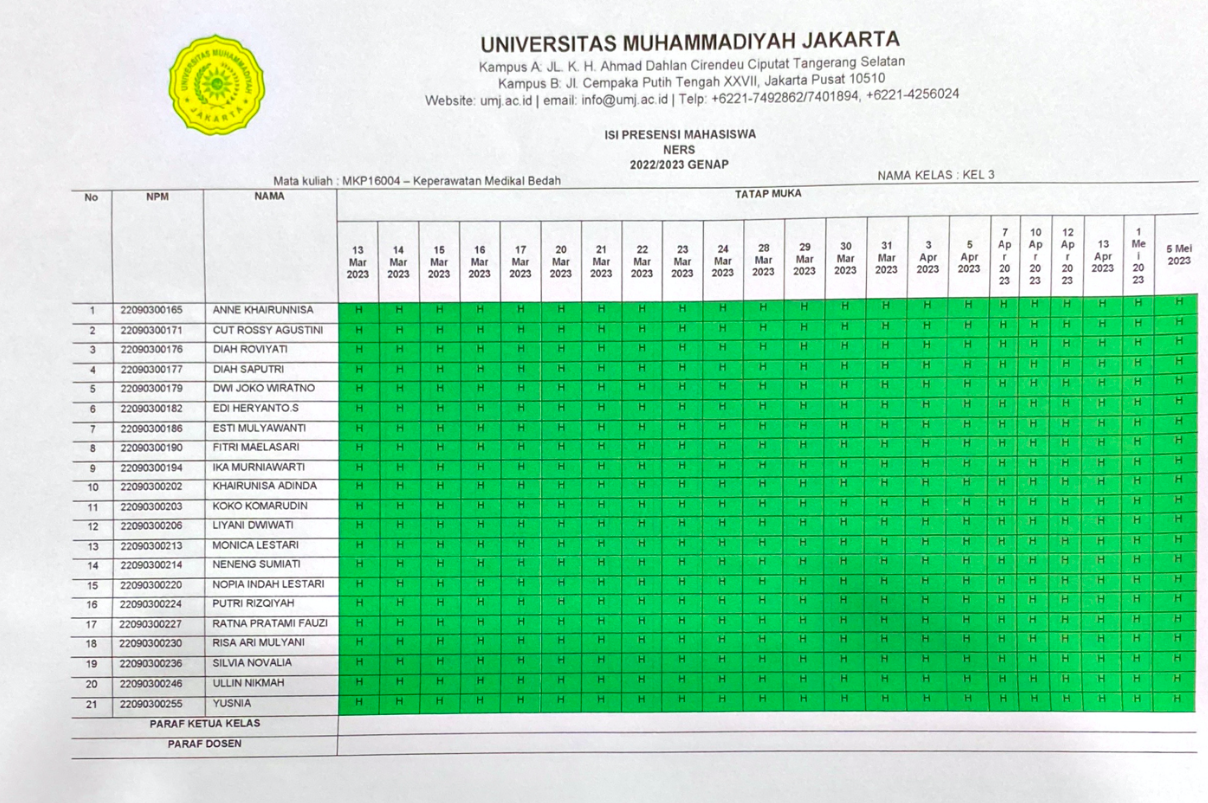 UNIVERSITAS MUHAMMADIYAH JAKARTA
Kampus A: JL. K. H. Ahmad Dahlan Cirendeu Ciputat Tangerang Selatan
Kampus B: Jl. Cempaka Putih Tengah XXVII, Jakarta Pusat 10510
Website: umj.ac.id | email: info@umj.ac.id | Telp: +6221-7492862/7401894, +6221-4256024
UNIVERSITAS MUHAMMADIYAH
JAKARTA
ISI PRESENSI MAHASISWA
NERS
2022/2023 GENAP
Mata kuliah : MKP16004 – Keperawatan Medikal Bedah NAMA KELAS : KEL 3
No NPM NAMA TATAP MUKA
13 Mar 2023 14 Mar 2023 15 Mar 2023 16 Mar 2023 17 Mar 2023 20 Mar 2023 21 Mar 2023 22 Mar 2023 23 Mar 2023 24 Mar 2023 28 Mar 2023 29 Mar 2023 30 Mar 2023 31 Mar 2023 3 Apr 2023 5 Apr 2023 7 Apr 2023 10 Apr 2023 12 Apr 2023 13 Apr 2023 1 Mei 2023 5 Mei 2023
1 22090300165 ANNE KHAIRUNNISA H H H H H H H H H H H H H H H H H H H H H H
2 22090300171 CUT ROSSY AGUSTINI H H H H H H H H H H H H H H H H H H H H H H
3 22090300176 DIAH ROVIYATI H H H H H H H H H H H H H H H H H H H H H H
4 22090300177 DIAH SAPUTRI H H H H H H H H H H H H H H H H H H H H H H
5 22090300179 DWI JOKO WIRATNO H H H H H H H H H H H H H H H H H H H H H H
6 22090300182 EDI HERYANTO.S H H H H H H H H H H H H H H H H H H H H H H
7 22090300186 ESTI MULYAWANTI H H H H H H H H H H H H H H H H H H H H H H
8 22090300190 FITRI MAELASARI H H H H H H H H H H H H H H H H H H H H H H
9 22090300194 IKA MURNIAWARTI H H H H H H H H H H H H H H H H H H H H H H
10 22090300202 KHAIRUNISA ADINDA H H H H H H H H H H H H H H H H H H H H H H
11 22090300203 KOKO KOMARUDIN H H H H H H H H H H H H H H H H H H H H H H
12 22090300206 LIYANI DWIWATI H H H H H H H H H H H H H H H H H H H H H H
13 22090300213 MONICA LESTARI H H H H H H H H H H H H H H H H H H H H H H
14 22090300214 NENENG SUMIATI H H H H H H H H H H H H H H H H H H H H H H
15 22090300220 NOPIA INDAH LESTARI H H H H H H H H H H H H H H H H H H H H H H
16 22090300224 PUTRI RIZQIYAH H H H H H H H H H H H H H H H H H H H H H H
17 22090300227 RATNA PRATAMI FAUZI H H H H H H H H H H H H H H H H H H H H H H
18 22090300230 RISA ARI MULYANI H H H H H H H H H H H H H H H H H H H H H H
19 22090300236 SILVIA NOVALIA H H H H H H H H H H H H H H H H H H H H H H
20 22090300246 ULLIN NIKMAH H H H H H H H H H H H H H H H H H H H H H H
21 22090300255 YUSNIA H H H H H H H H H H H H H H H H H H H H H H
PARAF KETUA KELAS
PARAF DOSEN